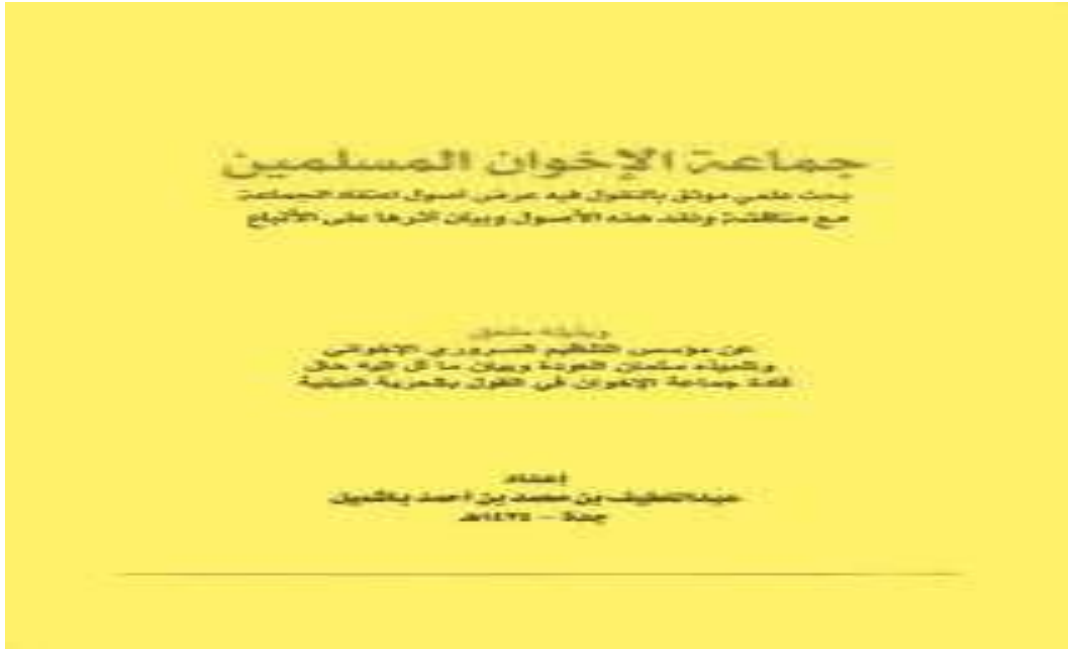 جماعة الإخوان المسلمين
بحث علمي موثق بالنقول فيه عرض أصول اعتقاد الجماعة
مع مناقشة ونقد هذه الأصول وبيان أثرها على الأتباع
ويليه ملحق
عن مؤسس التنظيم السروري الإخواني
وتلميذه سلمان العودة وبيان ما آل إليه حال
قادة جماعة الإخوان في القول بالحرية الدينية
إعداد
عبداللطيف بن محمد بن أحمد باشميل
جدة –